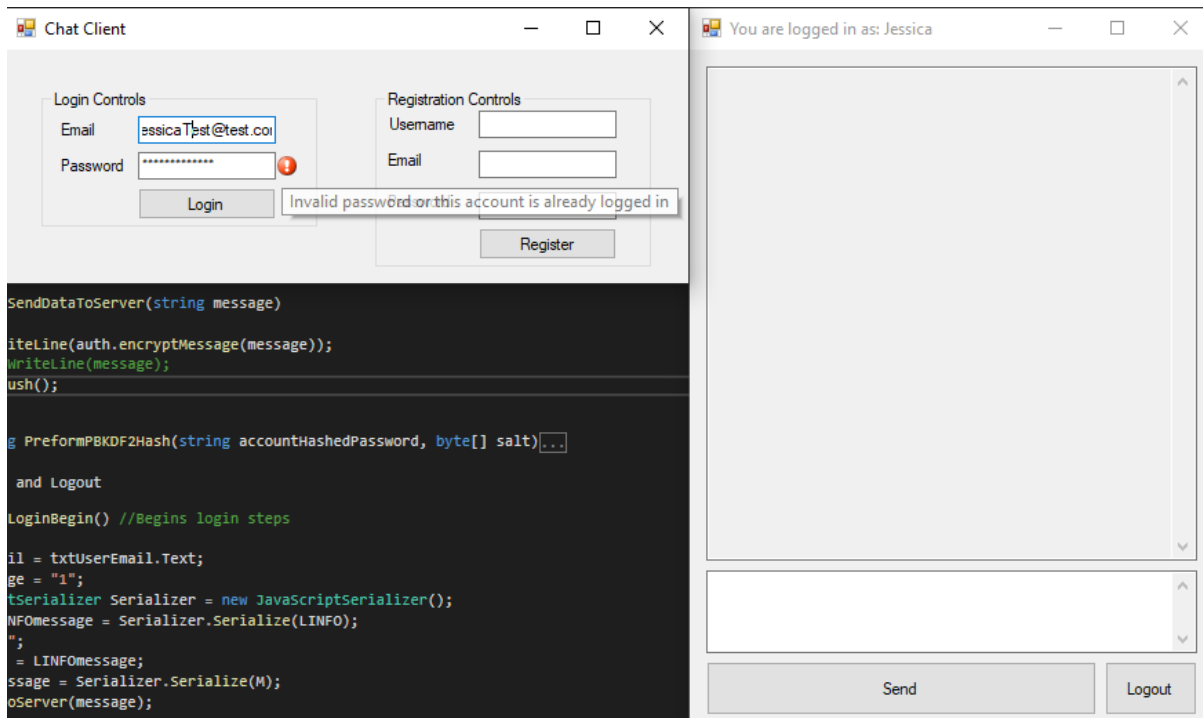 Chat Client
Login Controls
Email
essicaTest@test.co
Password
*************
Login
Registration Controls
Username
Email
Invalid password or this account is already logged in
Register
SendDataToServer(string message)
iteLine(auth.encryptMessage(message));
WriteLine(message);
ush();
g PreformPBKDF2Hash(string accountHashedPassword, byte[] salt)...
and Logout
LoginBegin() //Begins login steps
il = txtUserEmail.Text;
ge = "1";
tSerializer Serializer = new JavaScriptSerializer();
NFOmessage = Serializer.Serialize(LINFO);
";
= LINFOmessage;
ssage = Serializer.Serialize(M);
oServer(message);
You are logged in as: Jessica
Send
Logout